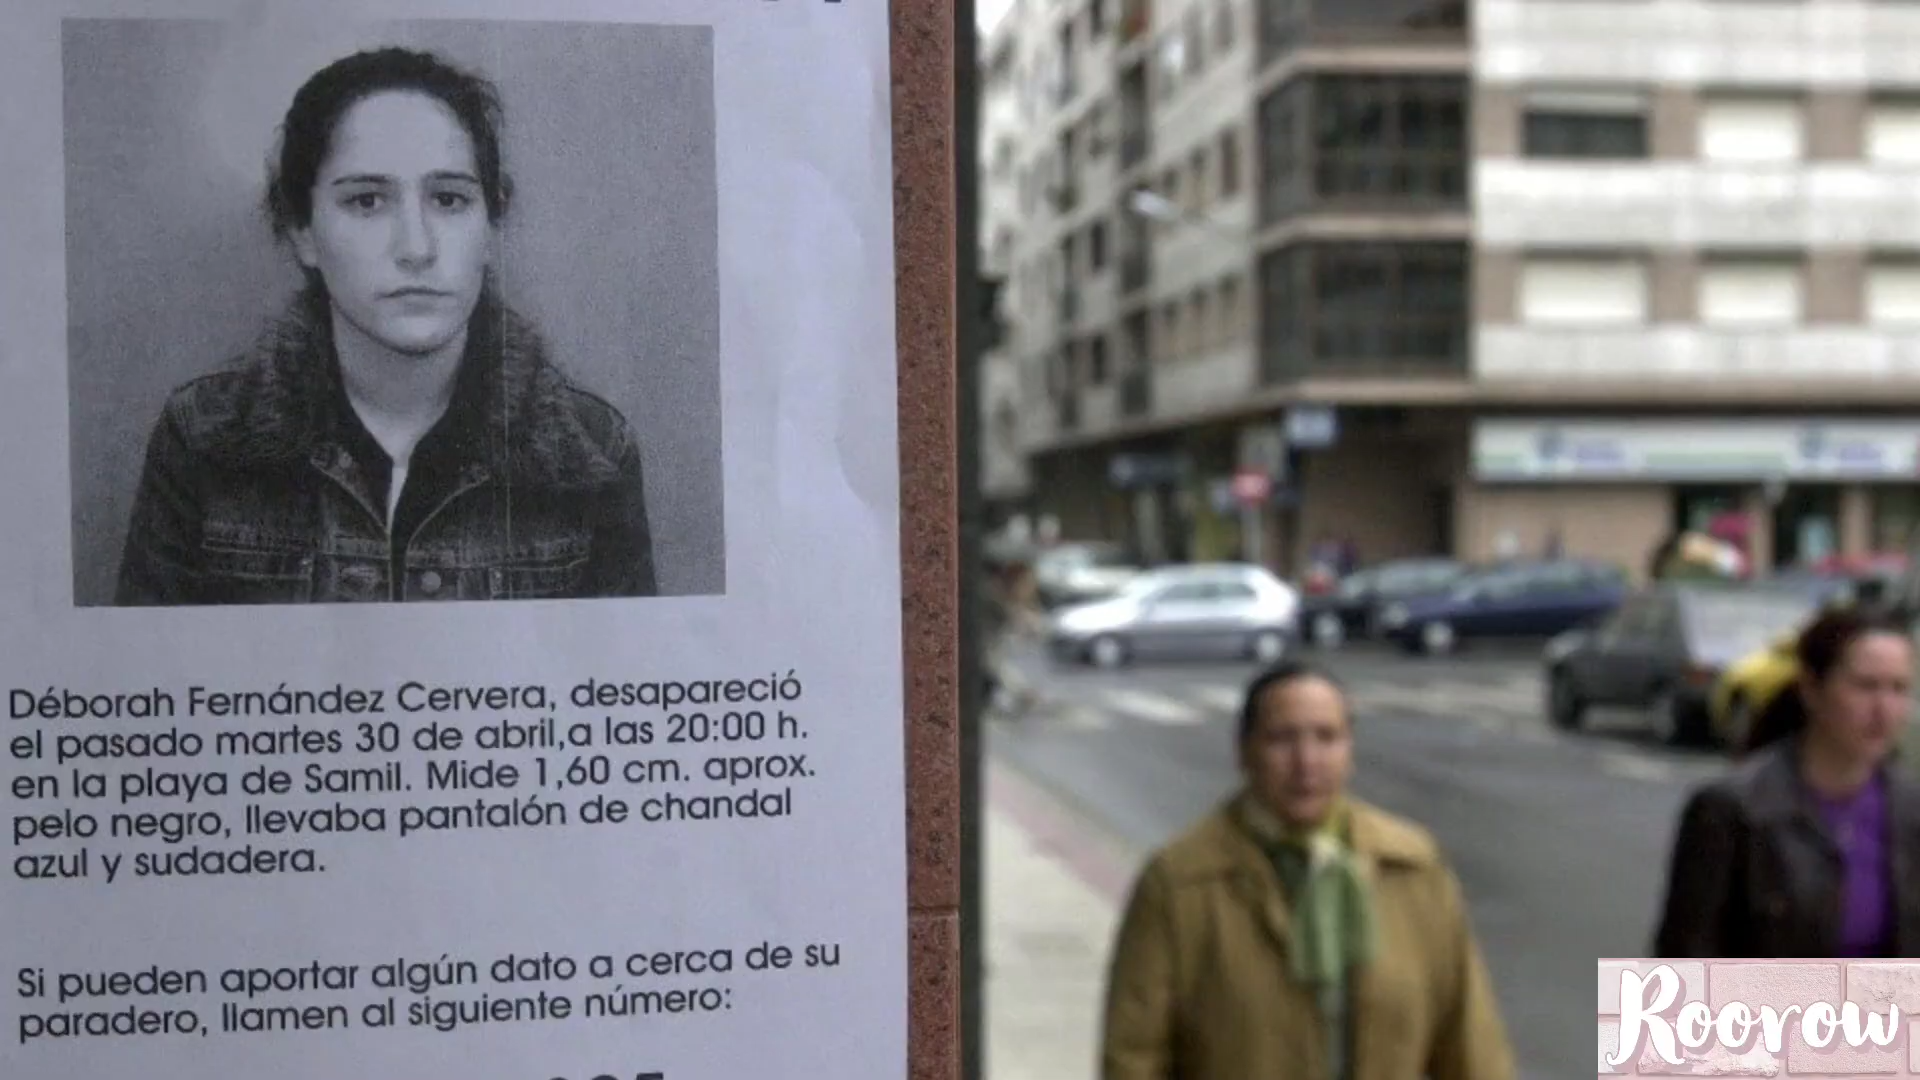 Déborah Fernández Cervera, desapareció
el pasado martes 30 de abril,a las 20:00 h.
en la playa de Samil. Mide 1,60 cm. aprox.
pelo negro, llevaba pantalón de chandal
azul y sudadera.
Si pueden aportar algún dato a cerca de su
paradero, llamen al siguiente número:
Roorow